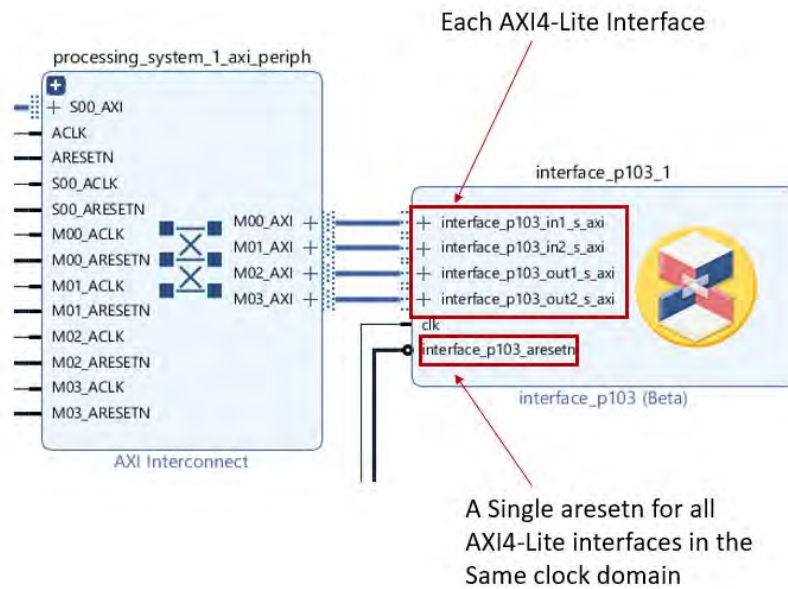 Each AXI4-Lite Interface
processing_system_1_axi_periph
S00_AXI
ACLK
ARESETN
S00_ACLK
S00_ARESETN
M00_ACLK
M00_ARESETN
M01_ACLK
M01_ARESETN
M02_ACLK
M02_ARESETN
M03_ACLK
M03_ARESETN
M00_AXI
M01_AXI
M02_AXI
M03_AXI
AXI Interconnect
interface_p103_1
interface_p103_in1_s_axi
interface_p103_in2_s_axi
interface_p103_out1_s_axi
interface_p103_out2_s_axi
clk
interface_p103_aresetn
interface_p103 (Beta)
A Single aresetn for all
AXI4-Lite interfaces in the
Same clock domain